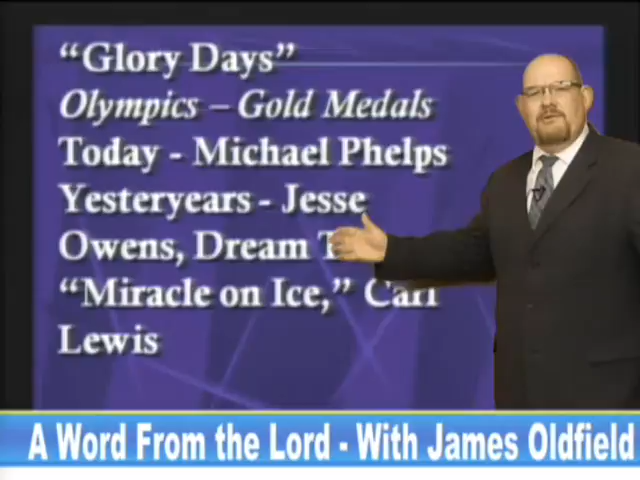 “Glory Days”
Olympics – Gold Medals
Today - Michael Phelps
Yesteryears - Jesse
Owens, Dream
“Miracle on Ice,” Carl
Lewis
A Word From the Lord - With James Oldfield